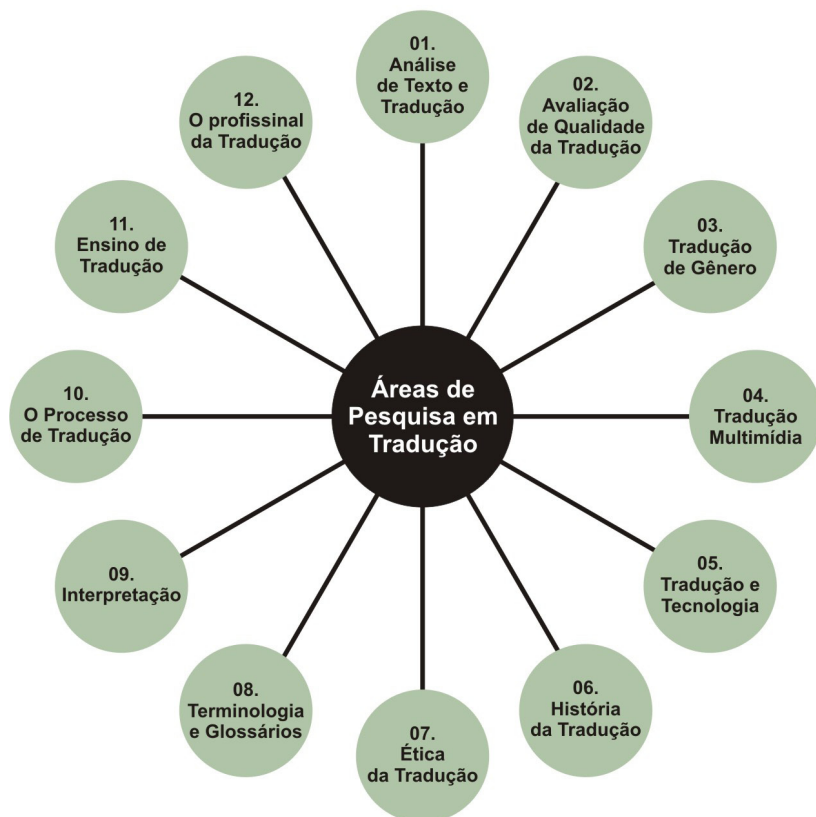 Áreas de
Pesquisa em
Tradução
01.
Análise
de Texto e
Tradução
02.
Avaliação
de Qualidade
da Tradução
03.
Tradução
de Gênero
04.
Tradução
Multimídia
05.
Tradução e
Tecnologia
06.
História
da Tradução
07.
Ética
da Tradução
08.
Terminologia
e Glossários
09.
Interpretação
10.
O Processo
de Tradução
11.
Ensino de
Tradução
12.
O profissinal
da Tradução